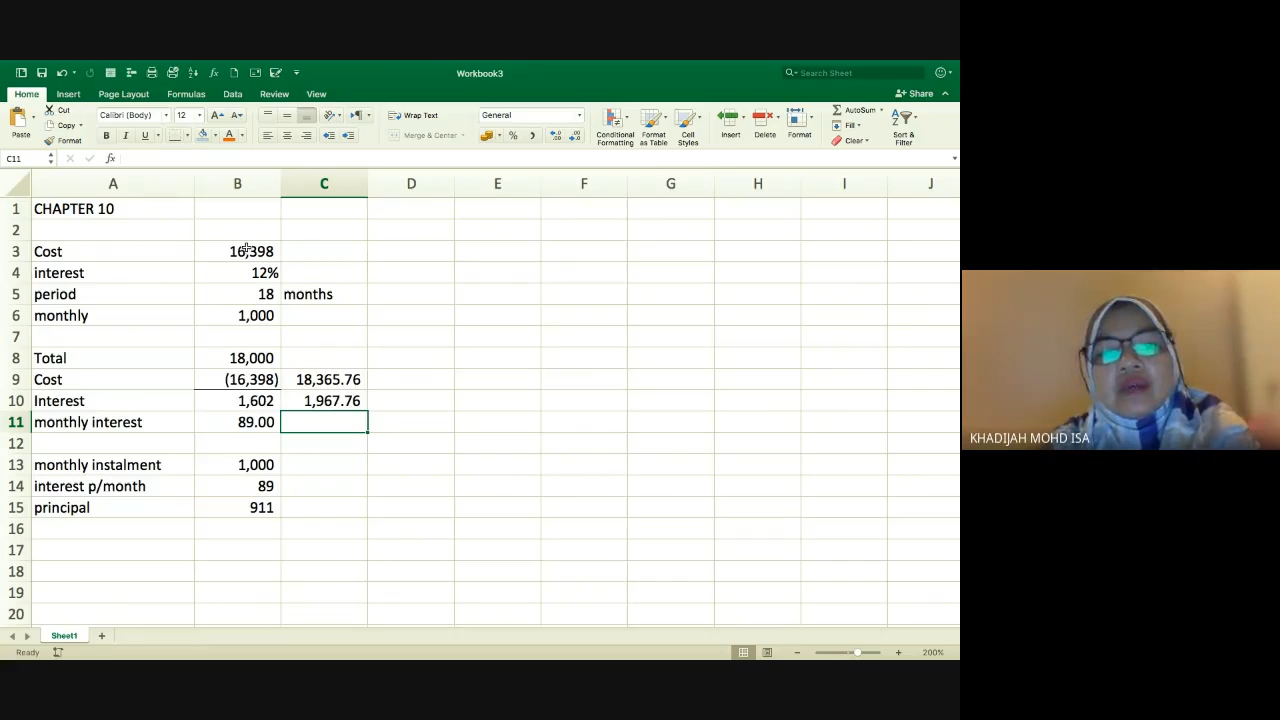 Workbook3
Search Sheet
Home Insert Page Layout Formulas Data Review View
Share
Paste
Cut
Copy
Format
Calibri (Body) 12
Wrap Text
Merge & Center
General
Conditional Formatting
Format as Table
Cell Styles
Insert
Delete
Format
AutoSum
Fill
Clear
Sort & Filter
C11 fx
A B C D E F G H I J
1 CHAPTER 10
2
3 Cost 16,398
4 interest 12%
5 period 18 months
6 monthly 1,000
7
8 Total 18,000
9 Cost (16,398) 18,365.76
10 Interest 1,602 1,967.76
11 monthly interest 89.00
12
13 monthly instalment 1,000
14 interest p/month 89
15 principal 911
16
17
18
19
20
Sheet1
Ready
200%
KHADIJAH MOHD ISA